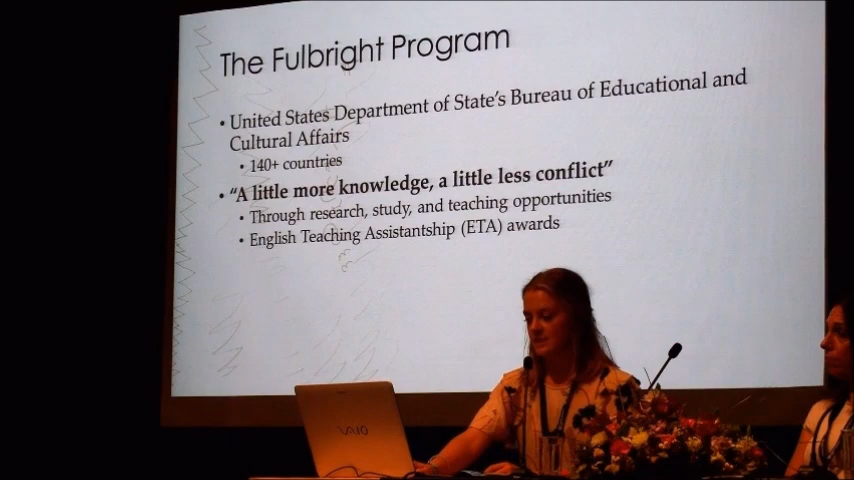 The Fulbright Program
• United States Department of State's Bureau of Educational and
Cultural Affairs
• 140+ countries
• "A little more knowledge, a little less conflict"
• Through research, study, and teaching opportunities
• English Teaching Assistantship (ETA) awards
VAIO